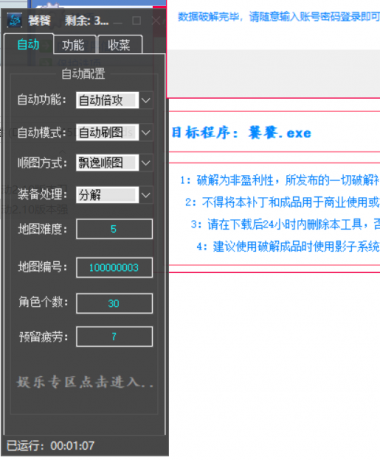 饕餮 剩余: 3...
自动 功能 收菜
自动配置
自动功能: 自动倍攻
自动模式: 自动刷图
顺图方式: 飘逸顺图
装备处理: 分解
地图难度: 5
地图编号: 100000003
角色个数: 30
预留疲劳: 7
娱乐专区点击进入..
已运行: 00:01:07
数据破解完毕, 请随意输入账号密码登录即可
目标程序: 饕餮.exe
1: 破解为非盈利性, 所发布的一切破解补
2: 不得将本补丁和成品用于商业使用或
3: 请在下载后24小时内删除本工具,
4: 建议使用破解成品时使用影子系统